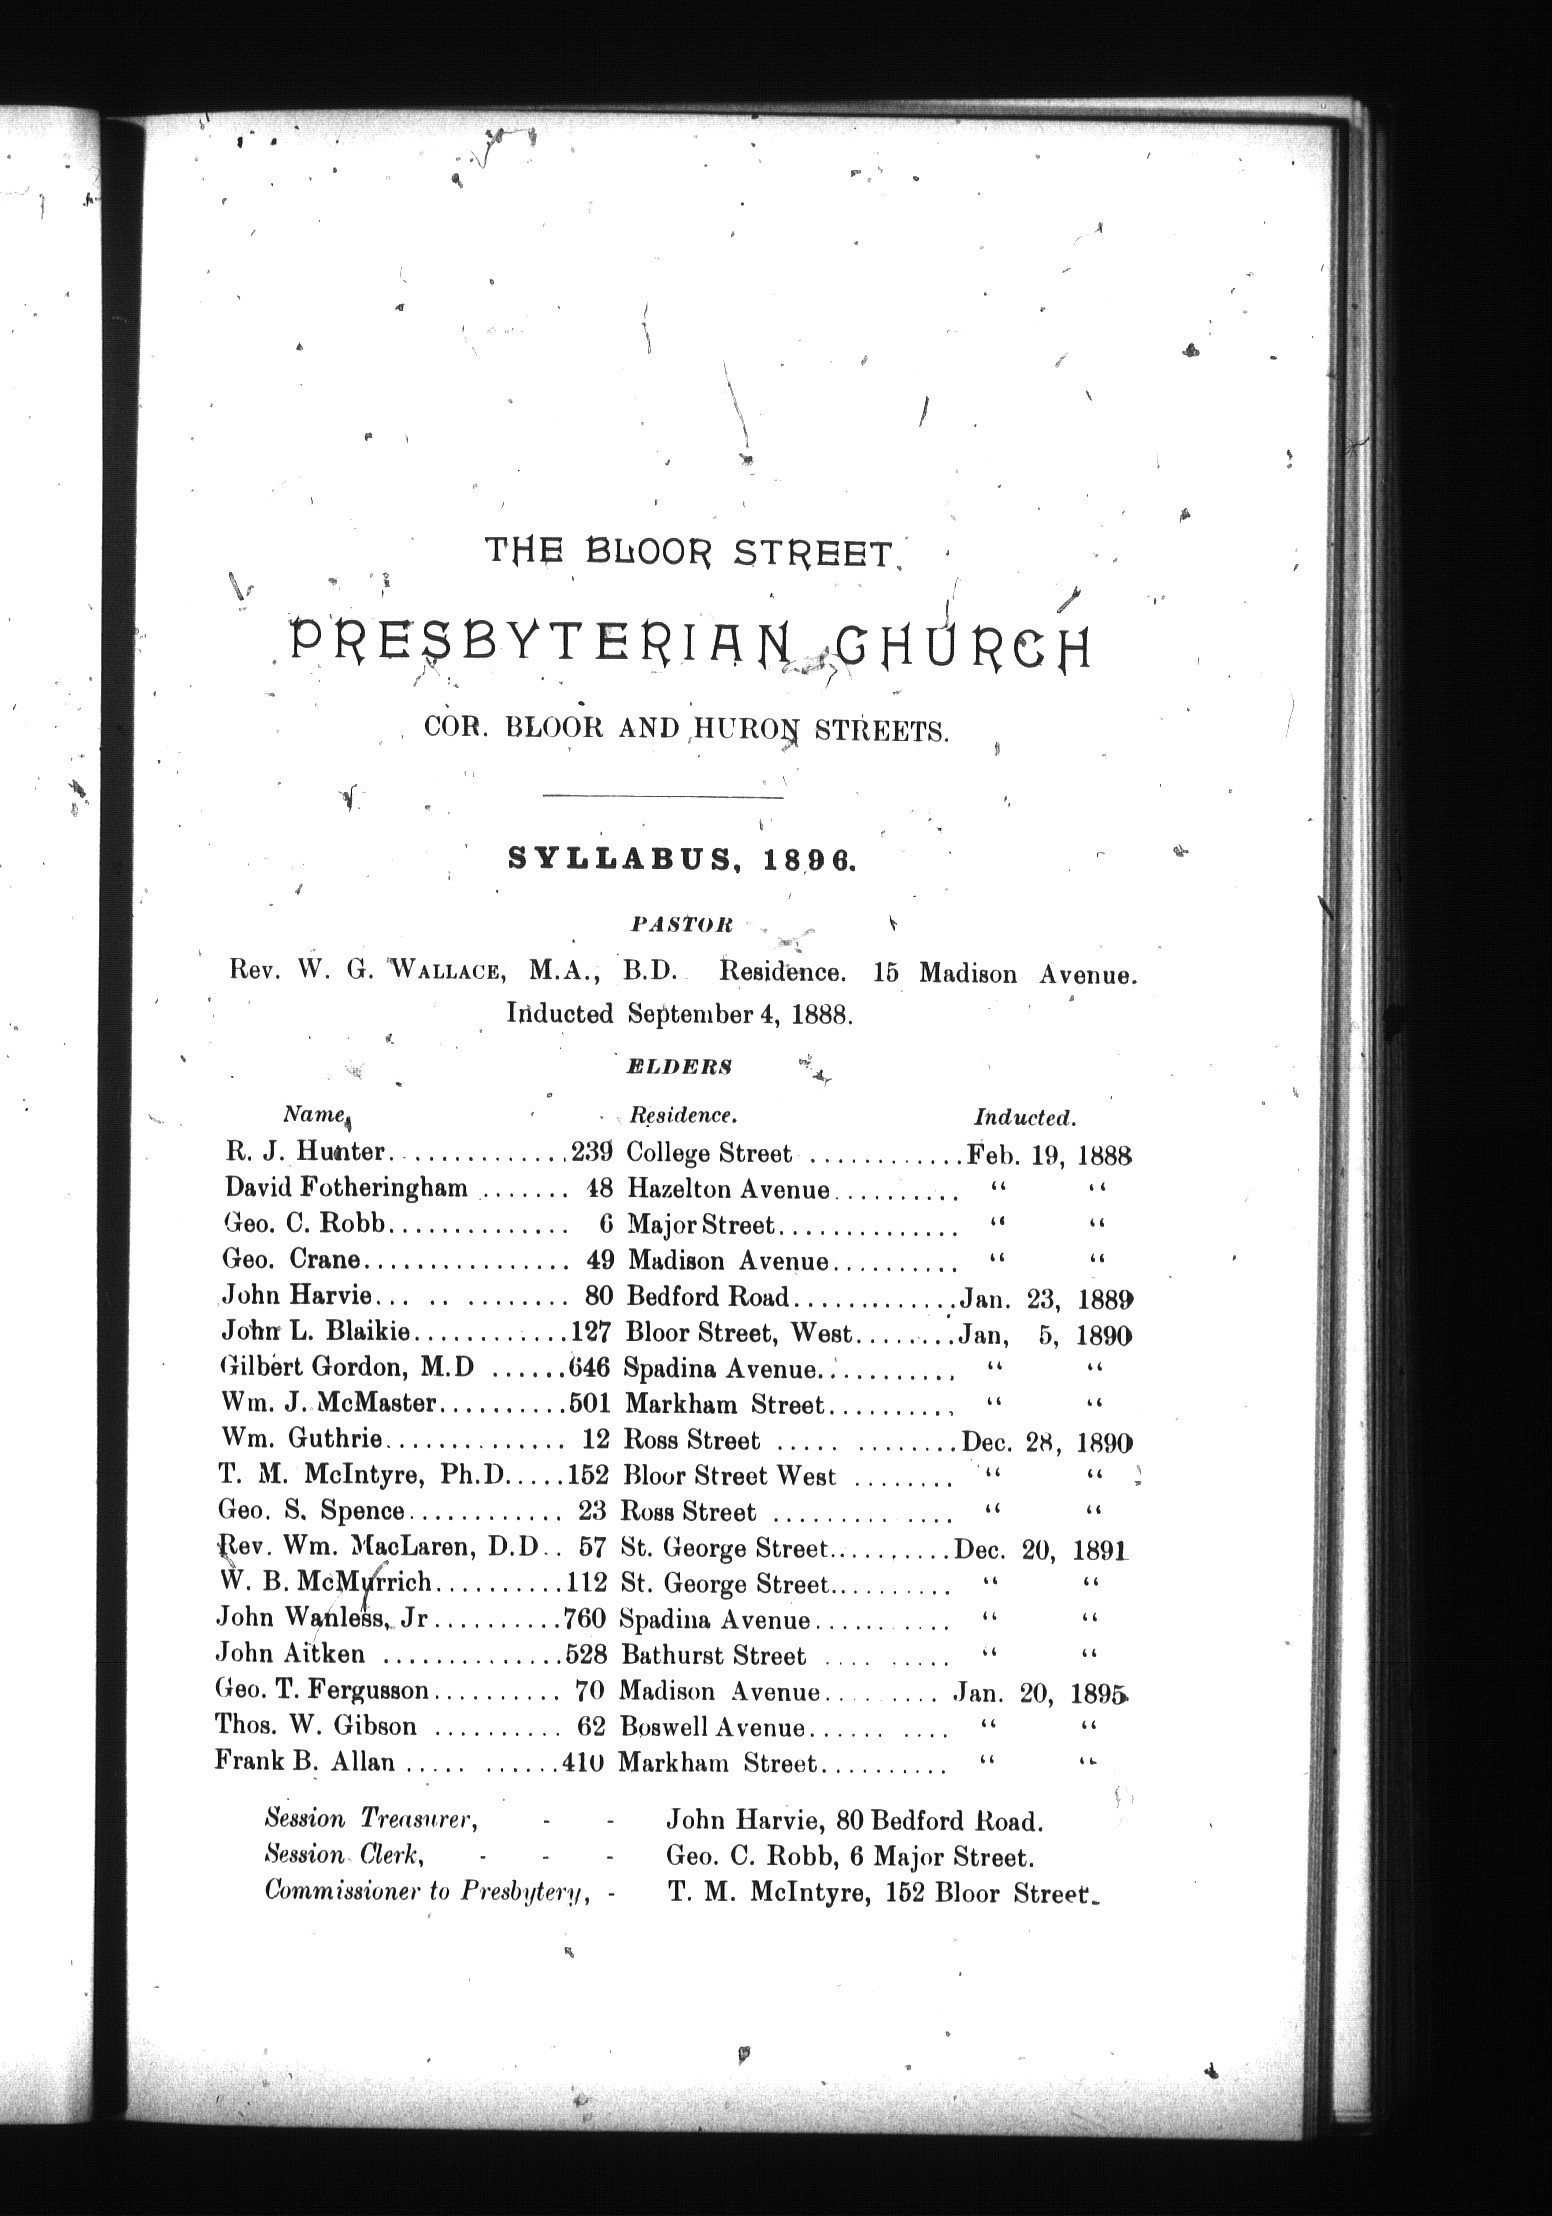 THE BLOOR STREET
PRESBYTERIAN CHURCH
COR. BLOOR AND HURON STREETS.
SYLLABUS, 1896.
PASTOR
Rev. W. G. WALLACE, M.A., B.D. Residence. 15 Madison Avenue.
Inducted September 4, 1888.
ELDERS
Name, Residence. Inducted.
R. J. Hunter..............239 College Street ............Feb. 19, 1888
David Fotheringham ....... 48 Hazelton Avenue.......... “ “
Geo. C. Robb.............. 6 Major Street.............. “ “
Geo. Crane................ 49 Madison Avenue.......... “ “
John Harvie... .. ........ 80 Bedford Road.............Jan. 23, 1889
John L. Blaikie............127 Bloor Street, West........Jan, 5, 1890
Gilbert Gordon, M.D ......646 Spadina Avenue........... “ “
Wm. J. McMaster..........501 Markham Street.......... “ “
Wm. Guthrie.............. 12 Ross Street ..... ........Dec. 28, 1890
T. M. McIntyre, Ph.D.....152 Bloor Street West ........ “ “
Geo. S. Spence............ 23 Ross Street .......... .... “ “
Rev. Wm. MacLaren, D.D.. 57 St. George Street..........Dec. 20, 1891
W. B. McMurrich..........112 St. George Street.......... “ “
John Wanless, Jr..........760 Spadina Avenue........ .... “ “
John Aitken ..............528 Bathurst Street .... ..... “ “
Geo. T. Fergusson.......... 70 Madison Avenue.. ...... Jan. 20, 1895
Thos. W. Gibson .......... 62 Boswell Avenue...... .... “ “
Frank B. Allan ..... ......410 Markham Street.......... “ “
Session Treasurer, - - John Harvie, 80 Bedford Road.
Session Clerk, - - - Geo. C. Robb, 6 Major Street.
Commissioner to Presbytery, - T. M. McIntyre, 152 Bloor Street.